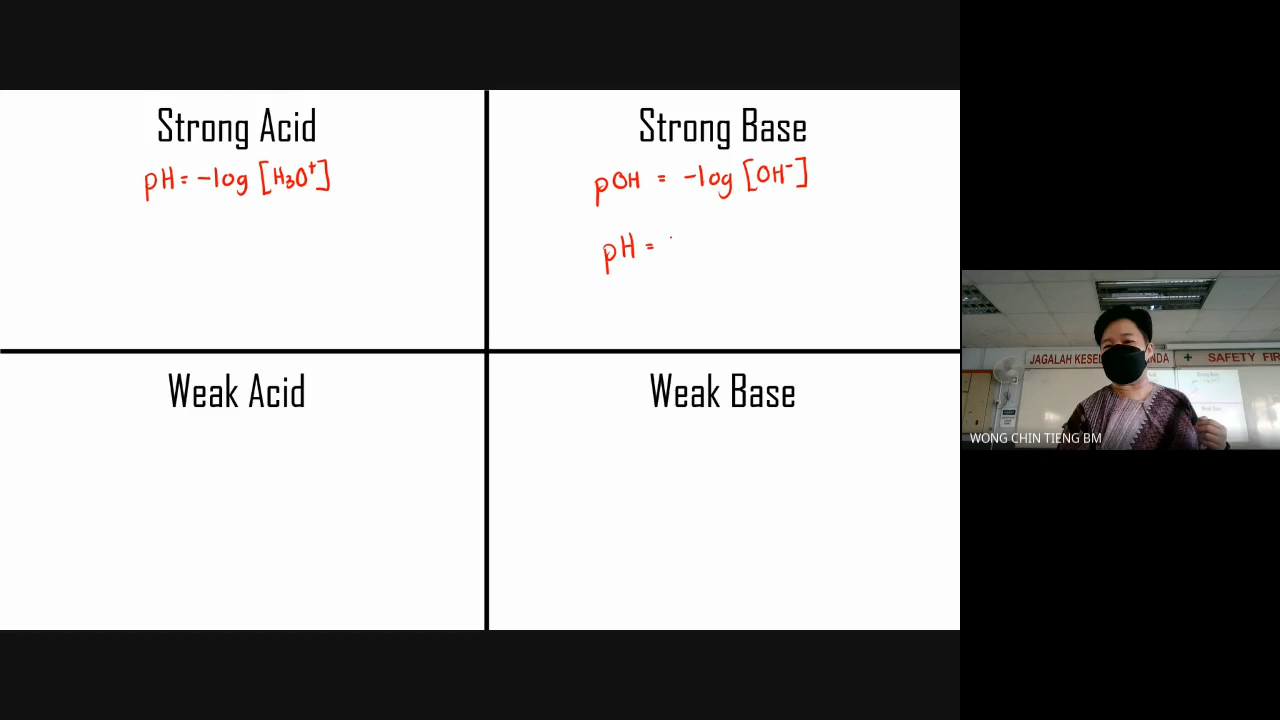 Strong Acid
pH = -log [H₃O⁺]
Strong Base
pOH = -log [OH⁻]
pH =
Weak Acid
Weak Base
JAGALAH KESEL NDA
+ SAFETY FIR
WONG CHIN TIENG BM